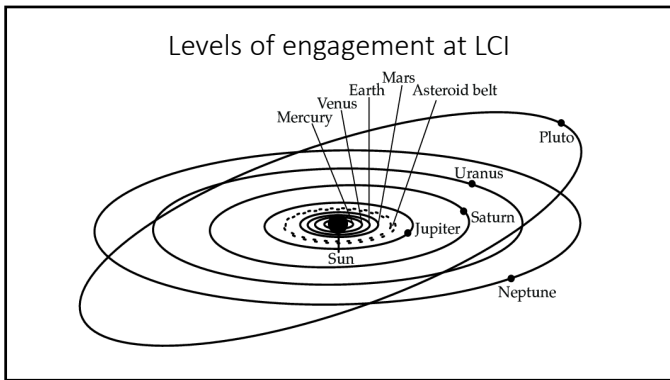 Levels of engagement at LCI
Mars
Earth
Asteroid belt
Venus
Mercury
Pluto
Uranus
Saturn
Jupiter
Sun
Neptune